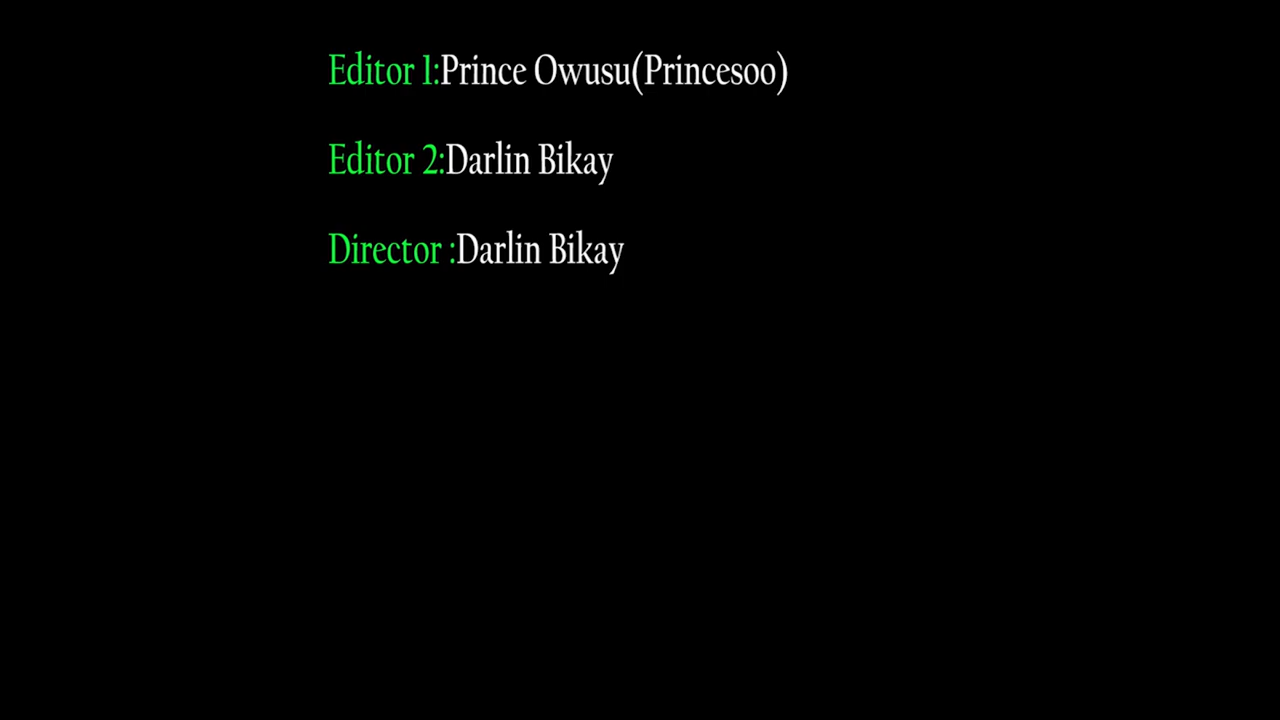 Editor 1:Prince Owusu(Princesoo)
Editor 2:Darlin Bikay
Director :Darlin Bikay